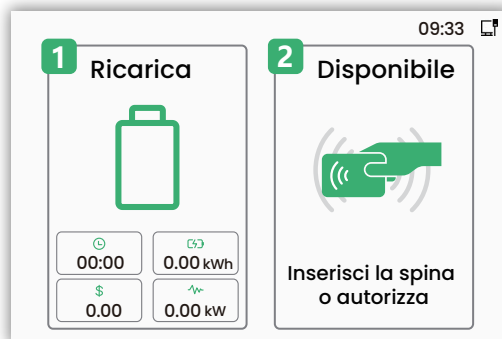 09:33
1
Ricarica
00:00
0.00 kWh
$
0.00
0.00 kW
2
Disponibile
Inserisci la spina
o autorizza